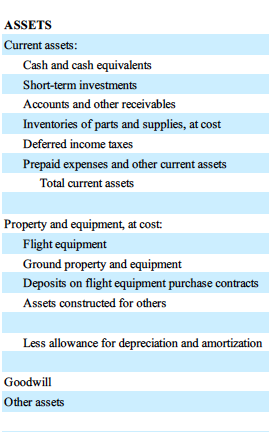 ASSETS
Current assets:
Cash and cash equivalents
Short-term investments
Accounts and other receivables
Inventories of parts and supplies, at cost
Deferred income taxes
Prepaid expenses and other current assets
Total current assets
Property and equipment, at cost:
Flight equipment
Ground property and equipment
Deposits on flight equipment purchase contracts
Assets constructed for others
Less allowance for depreciation and amortization
Goodwill
Other assets